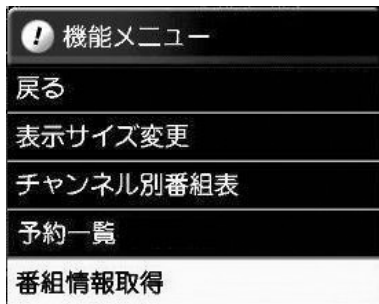 機能メニュー
戻る
表示サイズ変更
チャンネル別番組表
予約一覧
番組情報取得